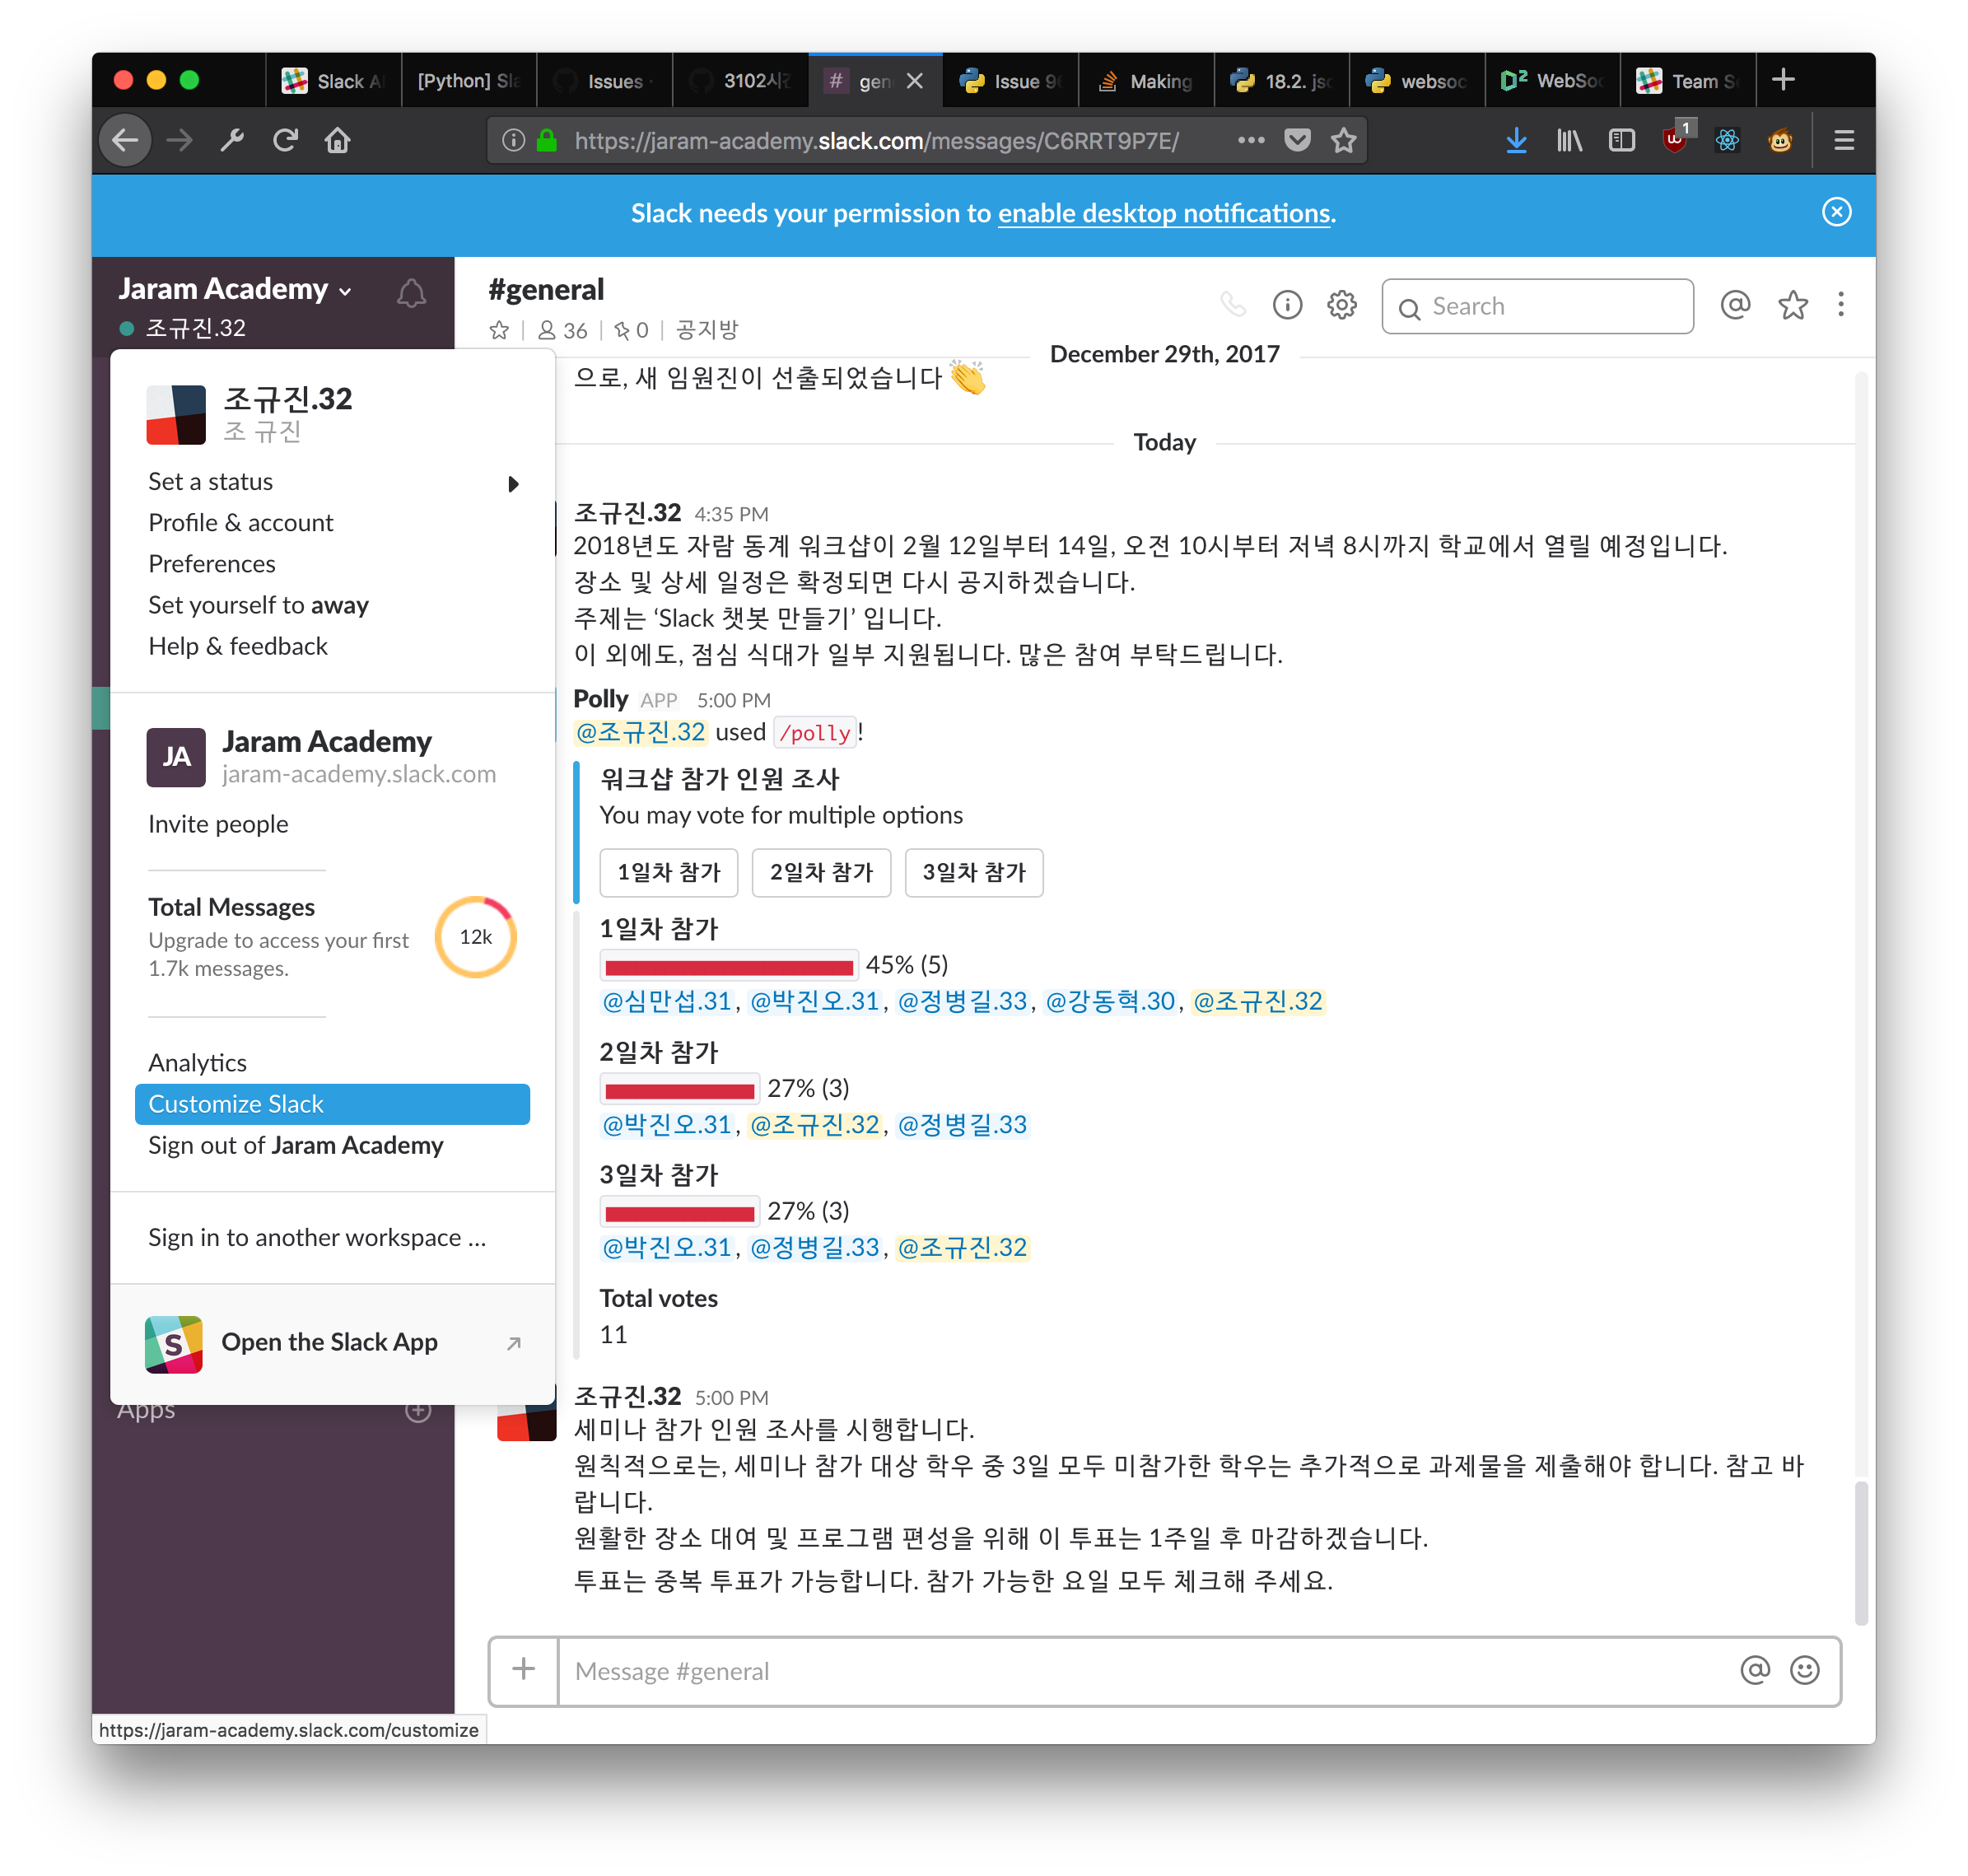 Slack A
[Python] Sla
Issues ·
3102시간
# gen
Issue 96
Making
18.2. jso
websoc
WebSoc
Team Se
https://jaram-academy.slack.com/messages/C6RRT9P7E/
1
Slack needs your permission to enable desktop notifications.
Jaram Academy
조규진.32
#general
36
0
공지방
Search
December 29th, 2017
으로, 새 임원진이 선출되었습니다 👏
Today
조규진.32
조 규진
Set a status
Profile & account
Preferences
Set yourself to away
Help & feedback
JA
Jaram Academy
jaram-academy.slack.com
Invite people
Total Messages
Upgrade to access your first
1.7k messages.
12k
Analytics
Customize Slack
Sign out of Jaram Academy
Sign in to another workspace ...
S
Open the Slack App
Apps
조규진.32 4:35 PM
2018년도 자람 동계 워크샵이 2월 12일부터 14일, 오전 10시부터 저녁 8시까지 학교에서 열릴 예정입니다.
장소 및 상세 일정은 확정되면 다시 공지하겠습니다.
주제는 ‘Slack 챗봇 만들기’ 입니다.
이 외에도, 점심 식대가 일부 지원됩니다. 많은 참여 부탁드립니다.
Polly APP 5:00 PM
@조규진.32 used /polly!
워크샵 참가 인원 조사
You may vote for multiple options
1일차 참가
2일차 참가
3일차 참가
1일차 참가
45% (5)
@심만섭.31, @박진오.31, @정병길.33, @강동혁.30, @조규진.32
2일차 참가
27% (3)
@박진오.31, @조규진.32, @정병길.33
3일차 참가
27% (3)
@박진오.31, @정병길.33, @조규진.32
Total votes
11
조규진.32 5:00 PM
세미나 참가 인원 조사를 시행합니다.
원칙적으로는, 세미나 참가 대상 학우 중 3일 모두 미참가한 학우는 추가적으로 과제물을 제출해야 합니다. 참고 바
랍니다.
원활한 장소 대여 및 프로그램 편성을 위해 이 투표는 1주일 후 마감하겠습니다.
투표는 중복 투표가 가능합니다. 참가 가능한 요일 모두 체크해 주세요.
Message #general
https://jaram-academy.slack.com/customize